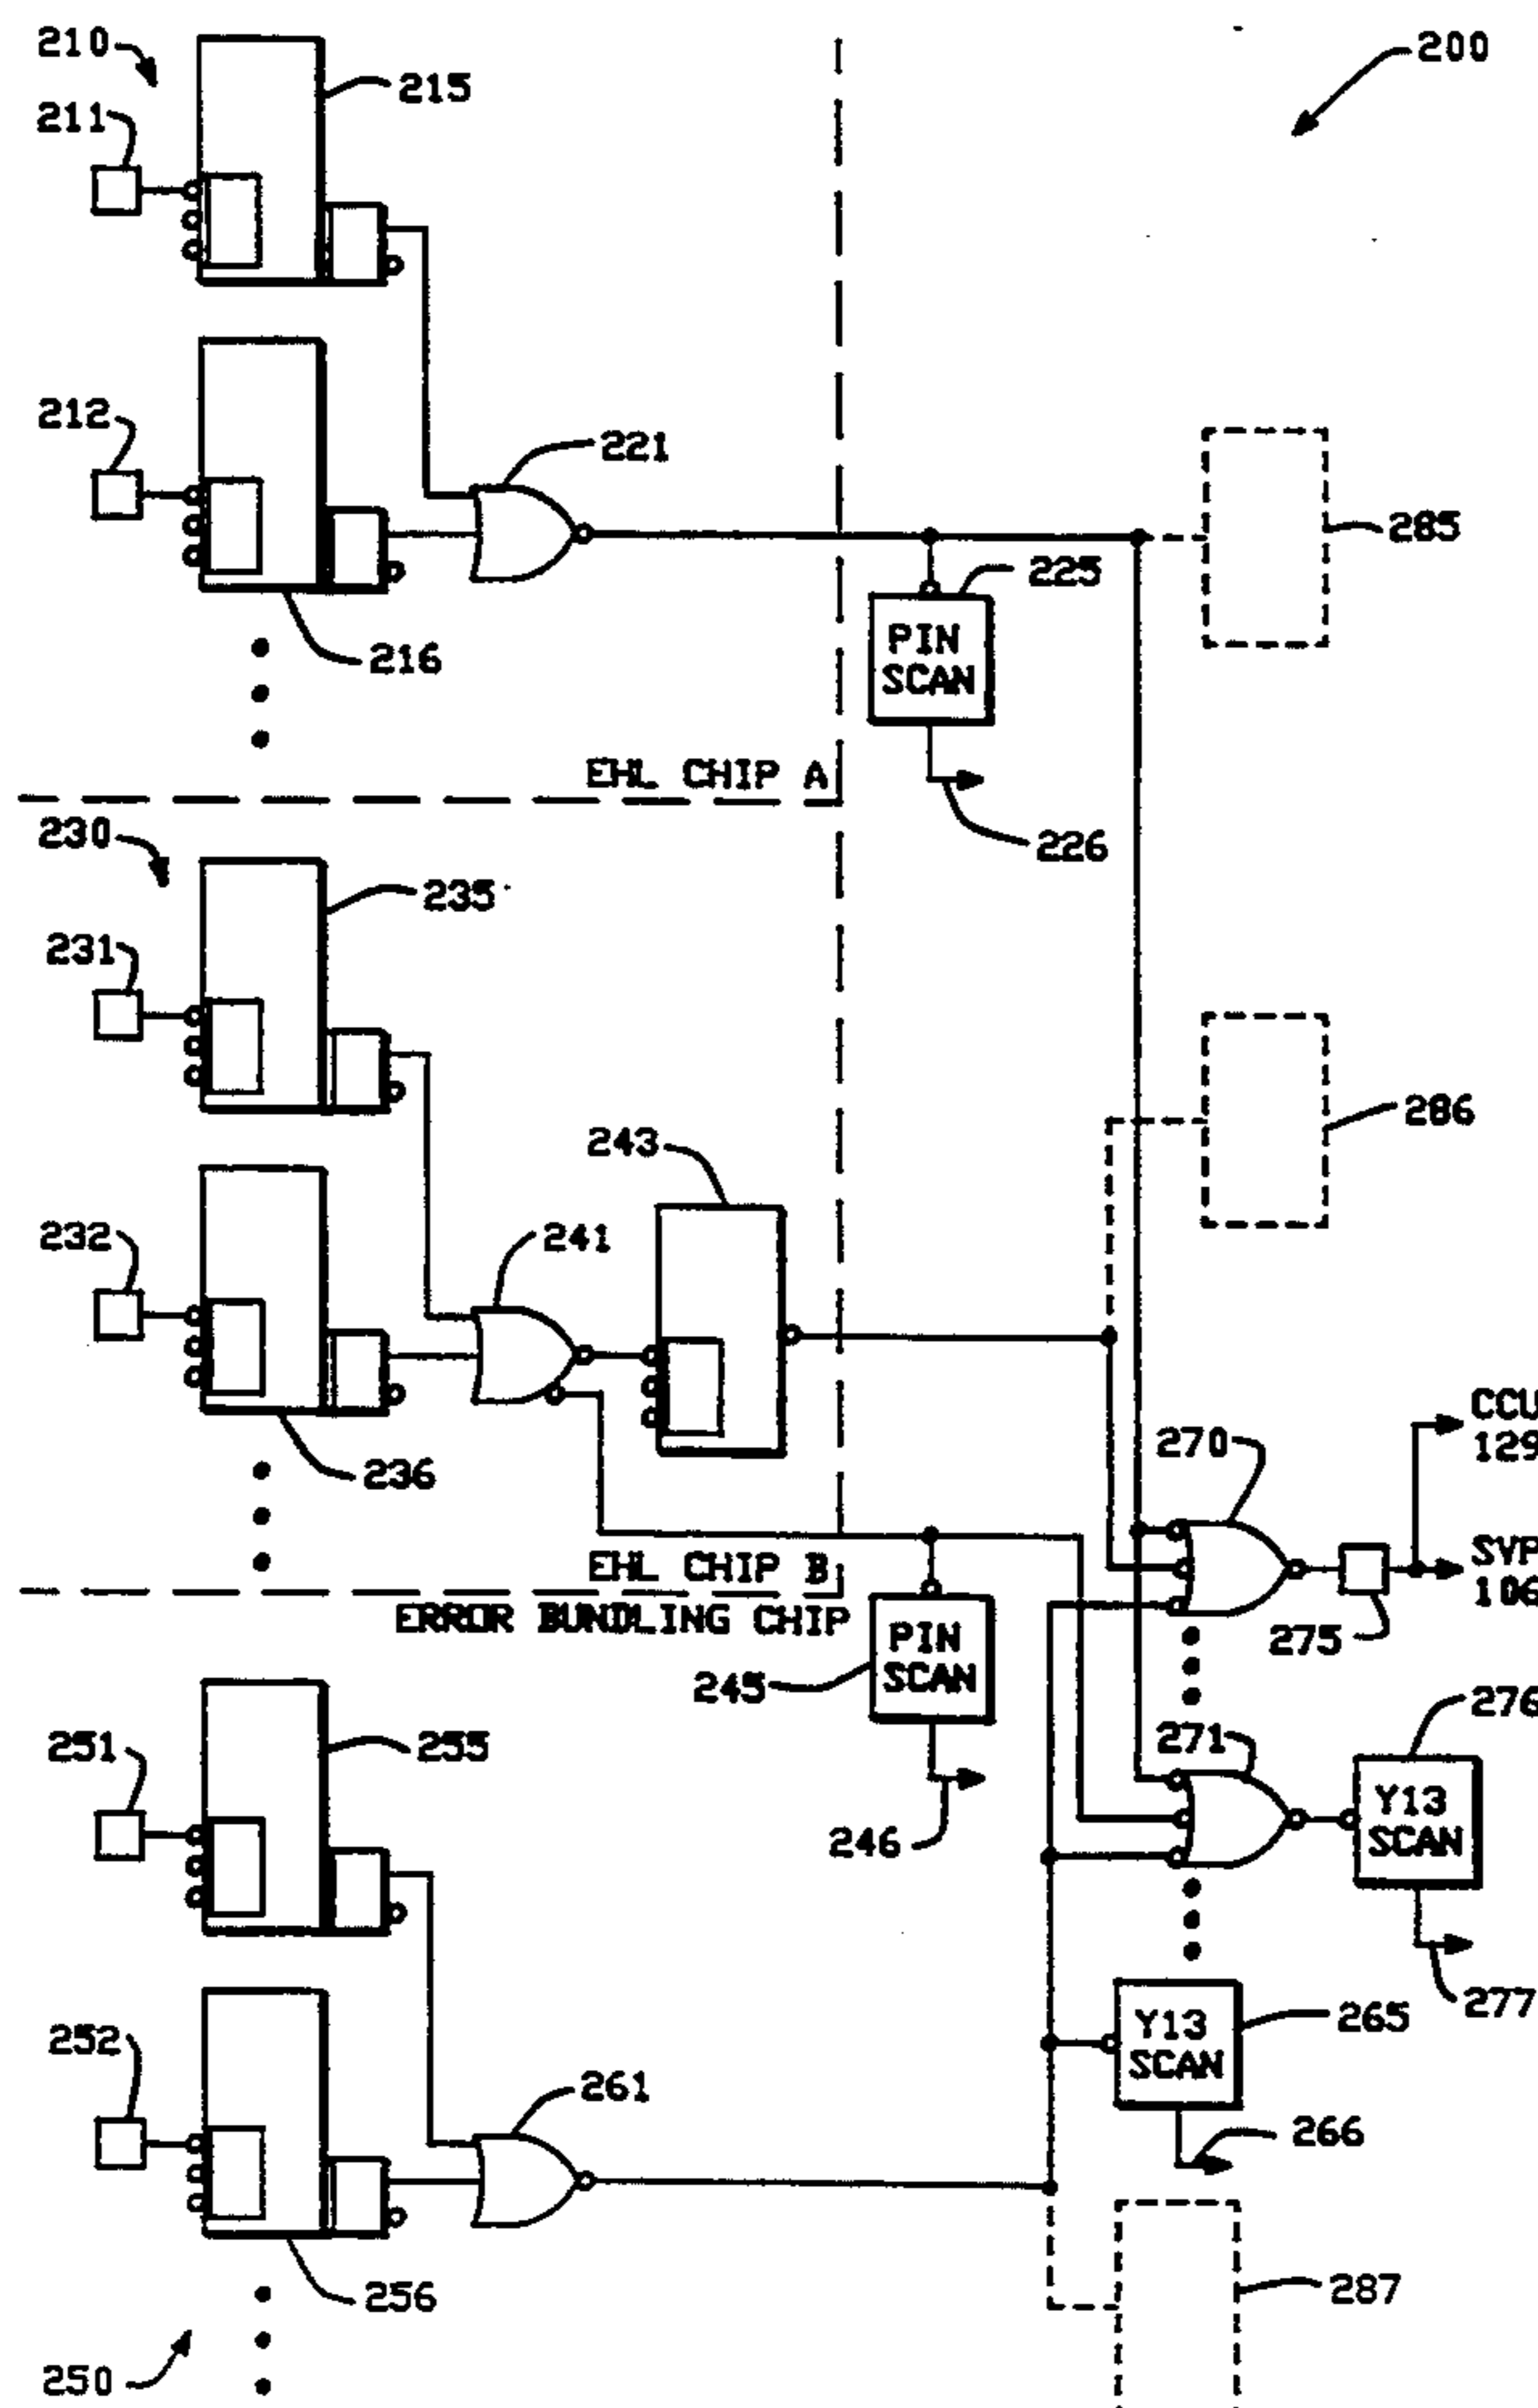 210
200
215
211
212
221
285
225
PIN
SCAN
216
EHL CHIP A
226
230
235
231
286
243
232
241
CCU
129
270
236
SVP
106
EHL CHIP B
ERROR BUNDLING CHIP
PIN
SCAN
275
245
276
271
251
255
Y13
SCAN
246
277
265
Y13
SCAN
252
261
266
256
287
250